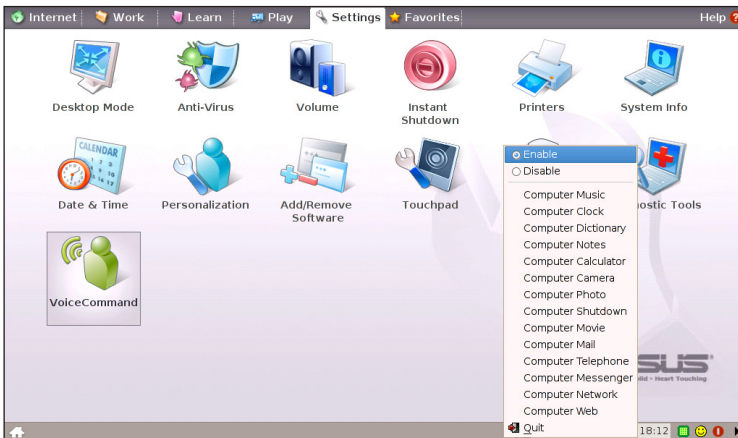 Internet Work Learn Play Settings Favorites Help
Desktop Mode Anti-Virus Volume Instant Shutdown Printers System Info
CALENDAR
Date & Time Personalization Add/Remove Software Touchpad Tools
VoiceCommand
Enable
Disable
Computer Music
Computer Clock
Computer Dictionary
Computer Notes
Computer Calculator
Computer Camera
Computer Photo
Computer Shutdown
Computer Movie
Computer Mail
Computer Telephone
Computer Messenger
Computer Network
Computer Web
Quit
Heart Touching
18:12